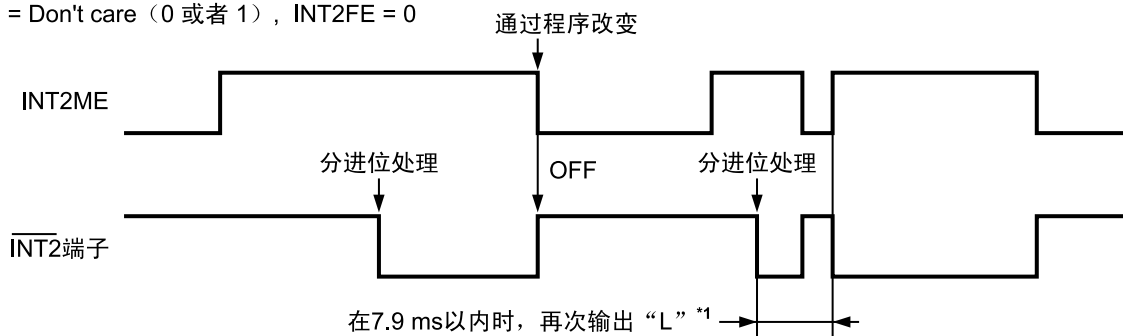 = Don't care（0 或者 1）, INT2FE = 0
通过程序改变
INT2ME
分进位处理
OFF
分进位处理
INT2端子
在7.9 ms以内时，再次输出“L” *1